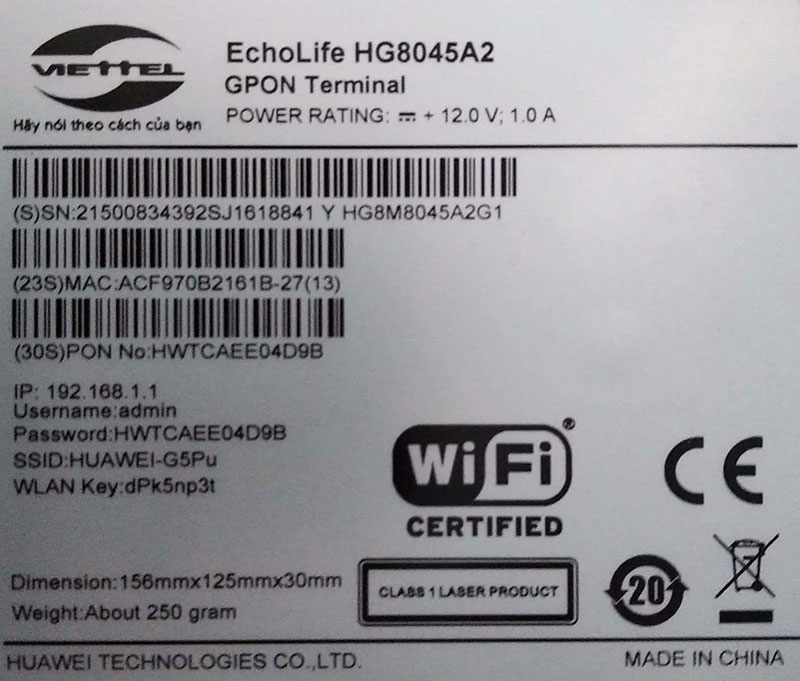 VIETTEL
Hãy nói theo cách của bạn
EchoLife HG8045A2
GPON Terminal
POWER RATING: ⎓ + 12.0 V; 1.0 A
(S)SN:21500834392SJ1618841 Y HG8M8045A2G1
(23S)MAC:ACF970B2161B-27(13)
(30S)PON No:HWTCAEE04D9B
IP: 192.168.1.1
Username:admin
Password:HWTCAEE04D9B
SSID:HUAWEI-G5Pu
WLAN Key:dPk5np3t
Wi Fi®
CERTIFIED
CE
Dimension:156mmx125mmx30mm
Weight:About 250 gram
CLASS 1 LASER PRODUCT
20
HUAWEI TECHNOLOGIES CO.,LTD.
MADE IN CHINA